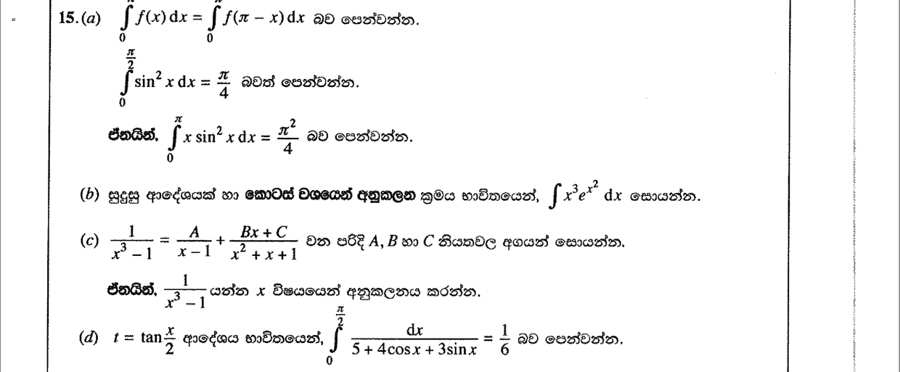 15.(a) ∫₀^π f(x) dx = ∫₀^π f(π − x) dx බව පෙන්වන්න.
∫₀^(π/2) sin² x dx = π/4 බවත් පෙන්වන්න.
ඒනයින්, ∫₀^π x sin² x dx = π²/4 බව පෙන්වන්න.
(b) සුදුසු ආදේශයක් හා කොටස් වශයෙන් අනුකලන ක්‍රමය භාවිතයෙන්, ∫ x³e^(x²) dx සොයන්න.
(c) 1/(x³ − 1) = A/(x − 1) + (Bx + C)/(x² + x + 1) වන පරිදි A, B හා C නියතවල අගයන් සොයන්න.
ඒනයින්, 1/(x³ − 1) යන්න x විෂයයෙන් අනුකලනය කරන්න.
(d) t = tan x/2 ආදේශය භාවිතයෙන්, ∫₀^(π/2) dx/(5 + 4cos x + 3sin x) = 1/6 බව පෙන්වන්න.